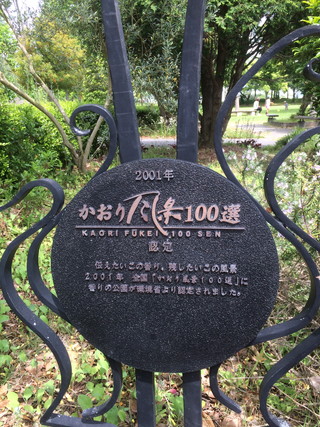 2001年
かおり風景100選
KAORI FŪKEI 100 SEN
認定
伝えたいこの香り、残したいこの風景
2001年 全国「かおり風景100選」に
香りの公園が環境省より認定されました。